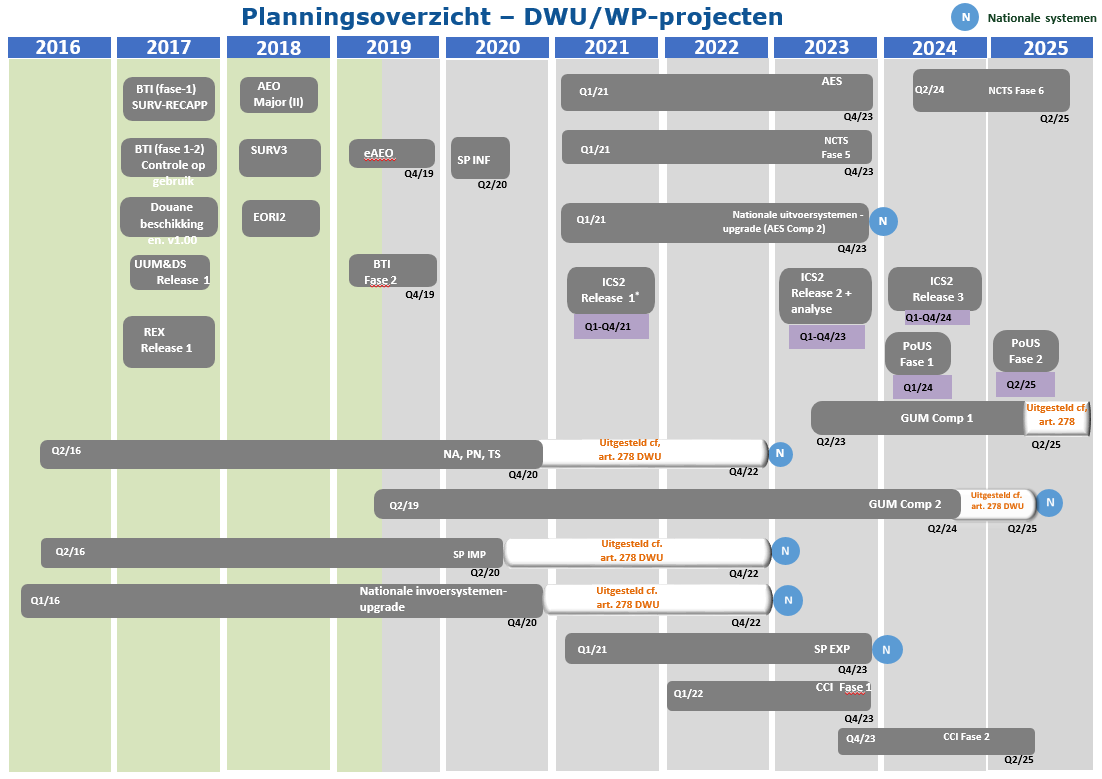 Planningsoverzicht – DWU/WP-projecten
N Nationale systemen
2016 2017 2018 2019 2020 2021 2022 2023 2024 2025
BTI (fase-1)
SURV-RECAPP
AEO
Major (II)
Q1/21 AES
Q4/23
Q2/24 NCTS Fase 6
Q2/25
BTI (fase 1-2)
Controle op
gebruik
SURV3
eAEO
Q4/19
SP INF
Q2/20
Q1/21 NCTS
Fase 5
Q4/23
Douane
beschikking
en. v1.00
EORI2
Q1/21 Nationale uitvoersystemen -
upgrade (AES Comp 2)
N
Q4/23
UUM&DS
Release 1
BTI
Fase 2
Q4/19
ICS2
Release 1*
Q1-Q4/21
ICS2
Release 2 +
analyse
Q1-Q4/23
ICS2
Release 3
Q1-Q4/24
REX
Release 1
PoUS
Fase 1
Q1/24
PoUS
Fase 2
Q2/25
GUM Comp 1
Uitgesteld cf,
art. 278
Q2/23
Q2/25
Q2/16 NA, PN, TS
Uitgesteld cf,
art. 278 DWU
N
Q4/20
Q4/22
Q2/19 GUM Comp 2
Uitgesteld cf.
art. 278 DWU
N
Q2/24
Q2/25
Q2/16 SP IMP
Uitgesteld cf.
art. 278 DWU
N
Q2/20
Q4/22
Q1/16 Nationale invoersystemen-
upgrade
Uitgesteld cf.
art. 278 DWU
N
Q4/20
Q4/22
Q1/21 SP EXP
N
Q4/23
Q1/22 CCI Fase 1
Q4/23
Q4/23 CCI Fase 2
Q2/25